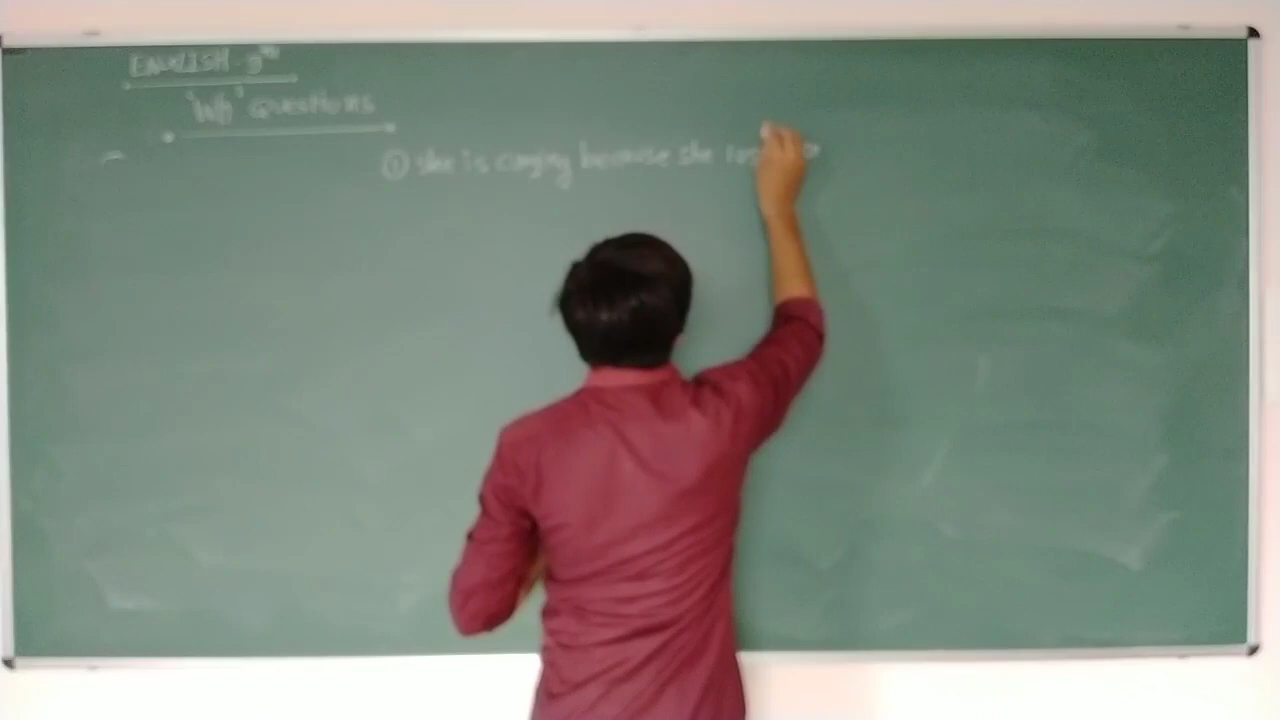 ENGLISH - 9th
'Wh' Questions
① She is crying because she